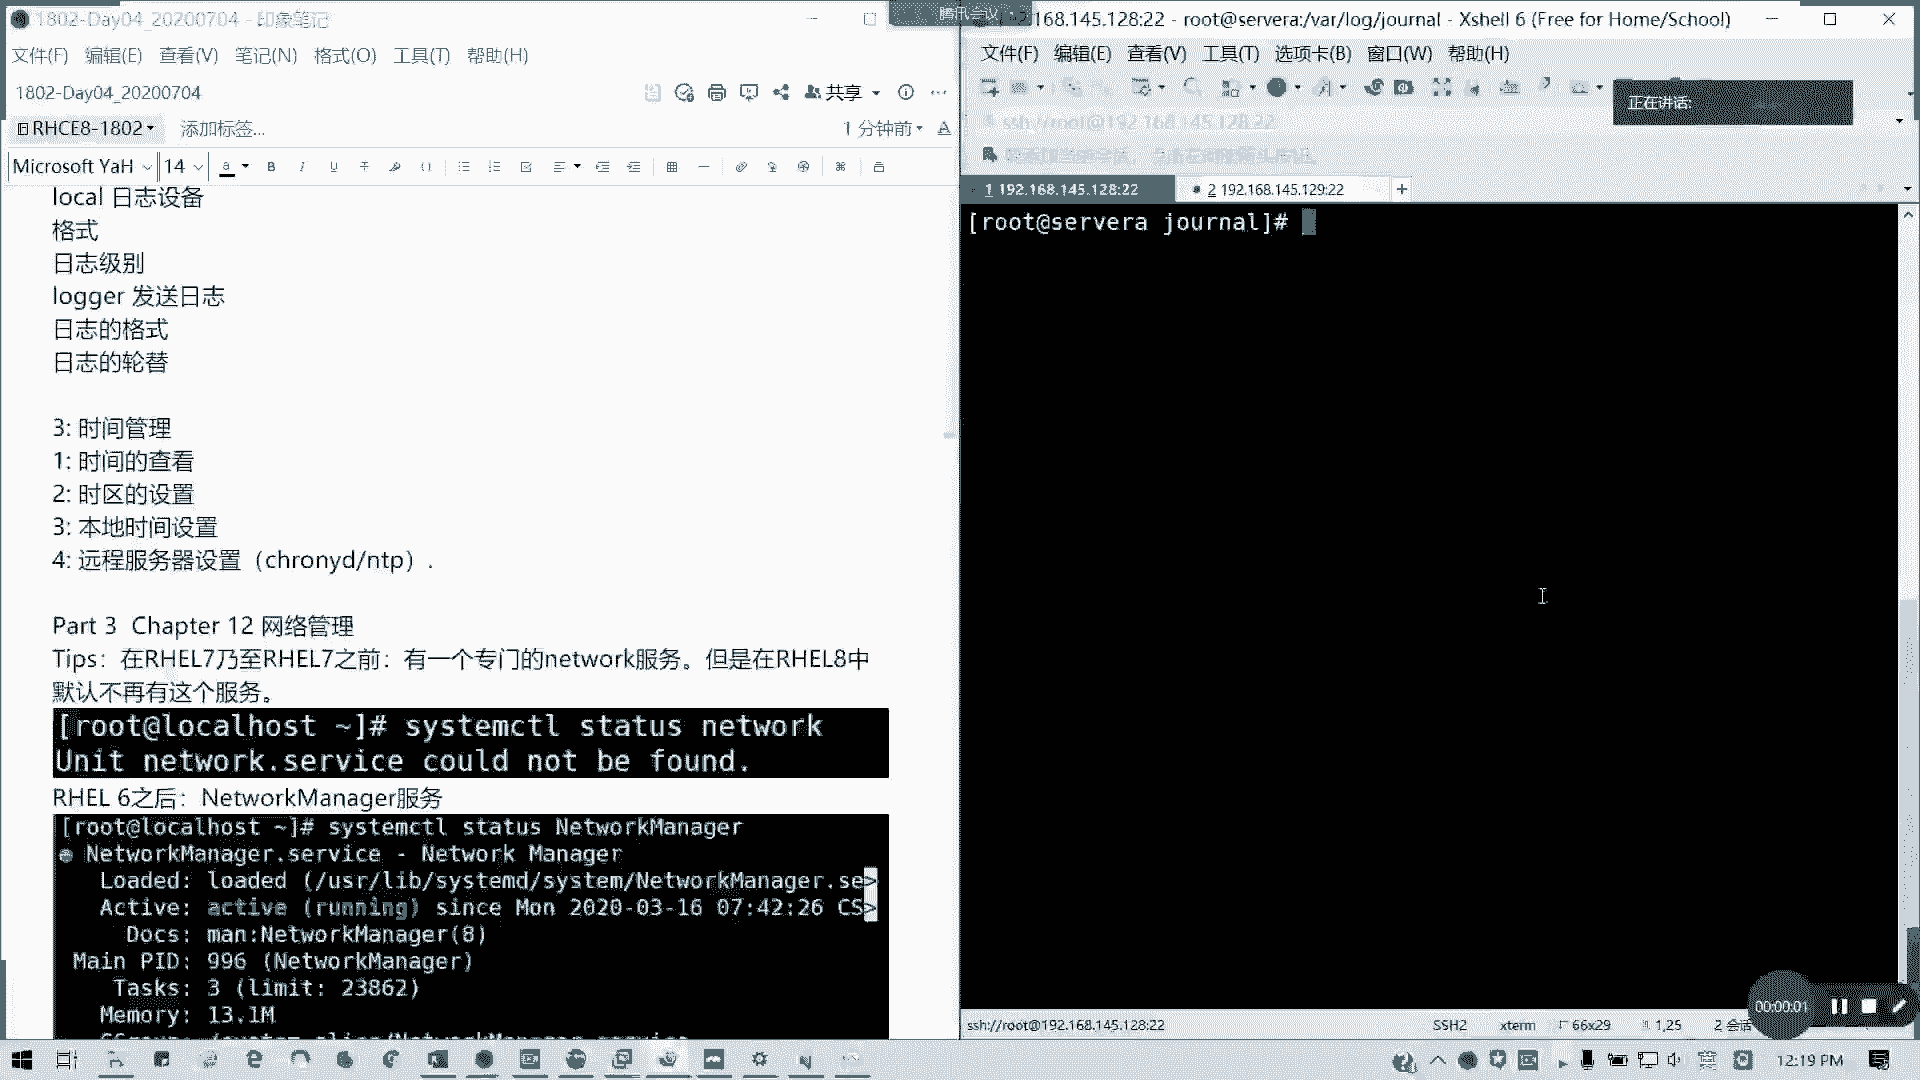 1802-Day04_20200704 - 印象笔记
文件(F) 编辑(E) 查看(V) 笔记(N) 格式(O) 工具(T) 帮助(H)
1802-Day04_20200704
共享
RHCE8-1802
添加标签...
1 分钟前
Microsoft YaH 14
local 日志设备
格式
日志级别
logger 发送日志
日志的格式
日志的轮替
3: 时间管理
1: 时间的查看
2: 时区的设置
3: 本地时间设置
4: 远程服务器设置（chronyd/ntp）.
Part 3 Chapter 12 网络管理
Tips：在RHEL7乃至RHEL7之前：有一个专门的network服务。但是在RHEL8中
默认不再有这个服务。
[root@localhost ~]# systemctl status network
Unit network.service could not be found.
RHEL 6之后：NetworkManager服务
[root@localhost ~]# systemctl status NetworkManager
● NetworkManager.service - Network Manager
Loaded: loaded (/usr/lib/systemd/system/NetworkManager.se>
Active: active (running) since Mon 2020-03-16 07:42:26 CS>
Docs: man:NetworkManager(8)
Main PID: 996 (NetworkManager)
Tasks: 3 (limit: 23862)
Memory: 13.1M
腾讯会议
2.168.145.128:22 - root@servera:/var/log/journal - Xshell 6 (Free for Home/School)
文件(F) 编辑(E) 查看(V) 工具(T) 选项卡(B) 窗口(W) 帮助(H)
正在讲话:
ssh://root@192.168.145.128:22
1 192.168.145.128:22
2 192.168.145.129:22
[root@servera journal]#
00:00:01
ssh://root@192.168.145.128:22 SSH2 xterm 66x29 1,25 2 会话
英
12:19 PM